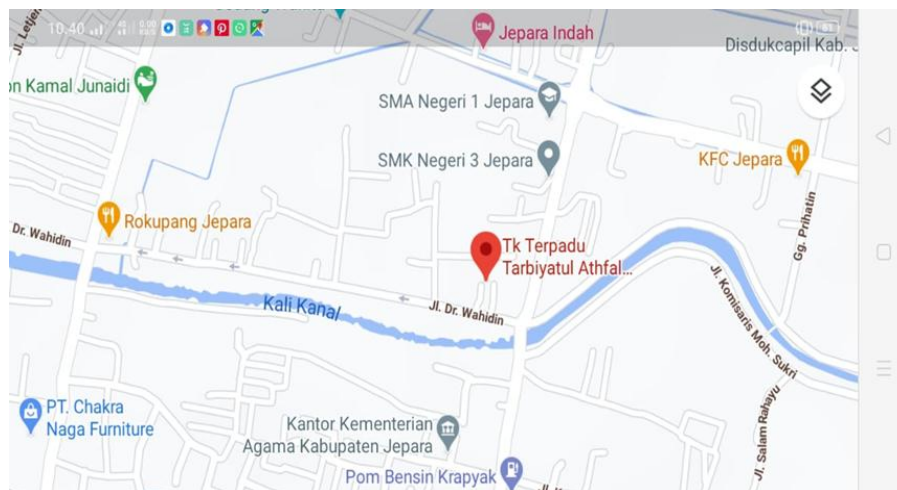 10:40
Jl. Letjen
Jepara Indah
Disdukcapil Kab.
on Kamal Junaidi
SMA Negeri 1 Jepara
SMK Negeri 3 Jepara
KFC Jepara
Gg. Prihatin
Rokupang Jepara
Dr. Wahidin
Tk Terpadu
Tarbiyatul Athfal...
Kali Kanal
Jl. Dr. Wahidin
Jl. Komisaris Moh. Sukri
PT. Chakra
Naga Furniture
Kantor Kementerian
Agama Kabupaten Jepara
Jl. Salam Rahayu
Pom Bensin Krapyak